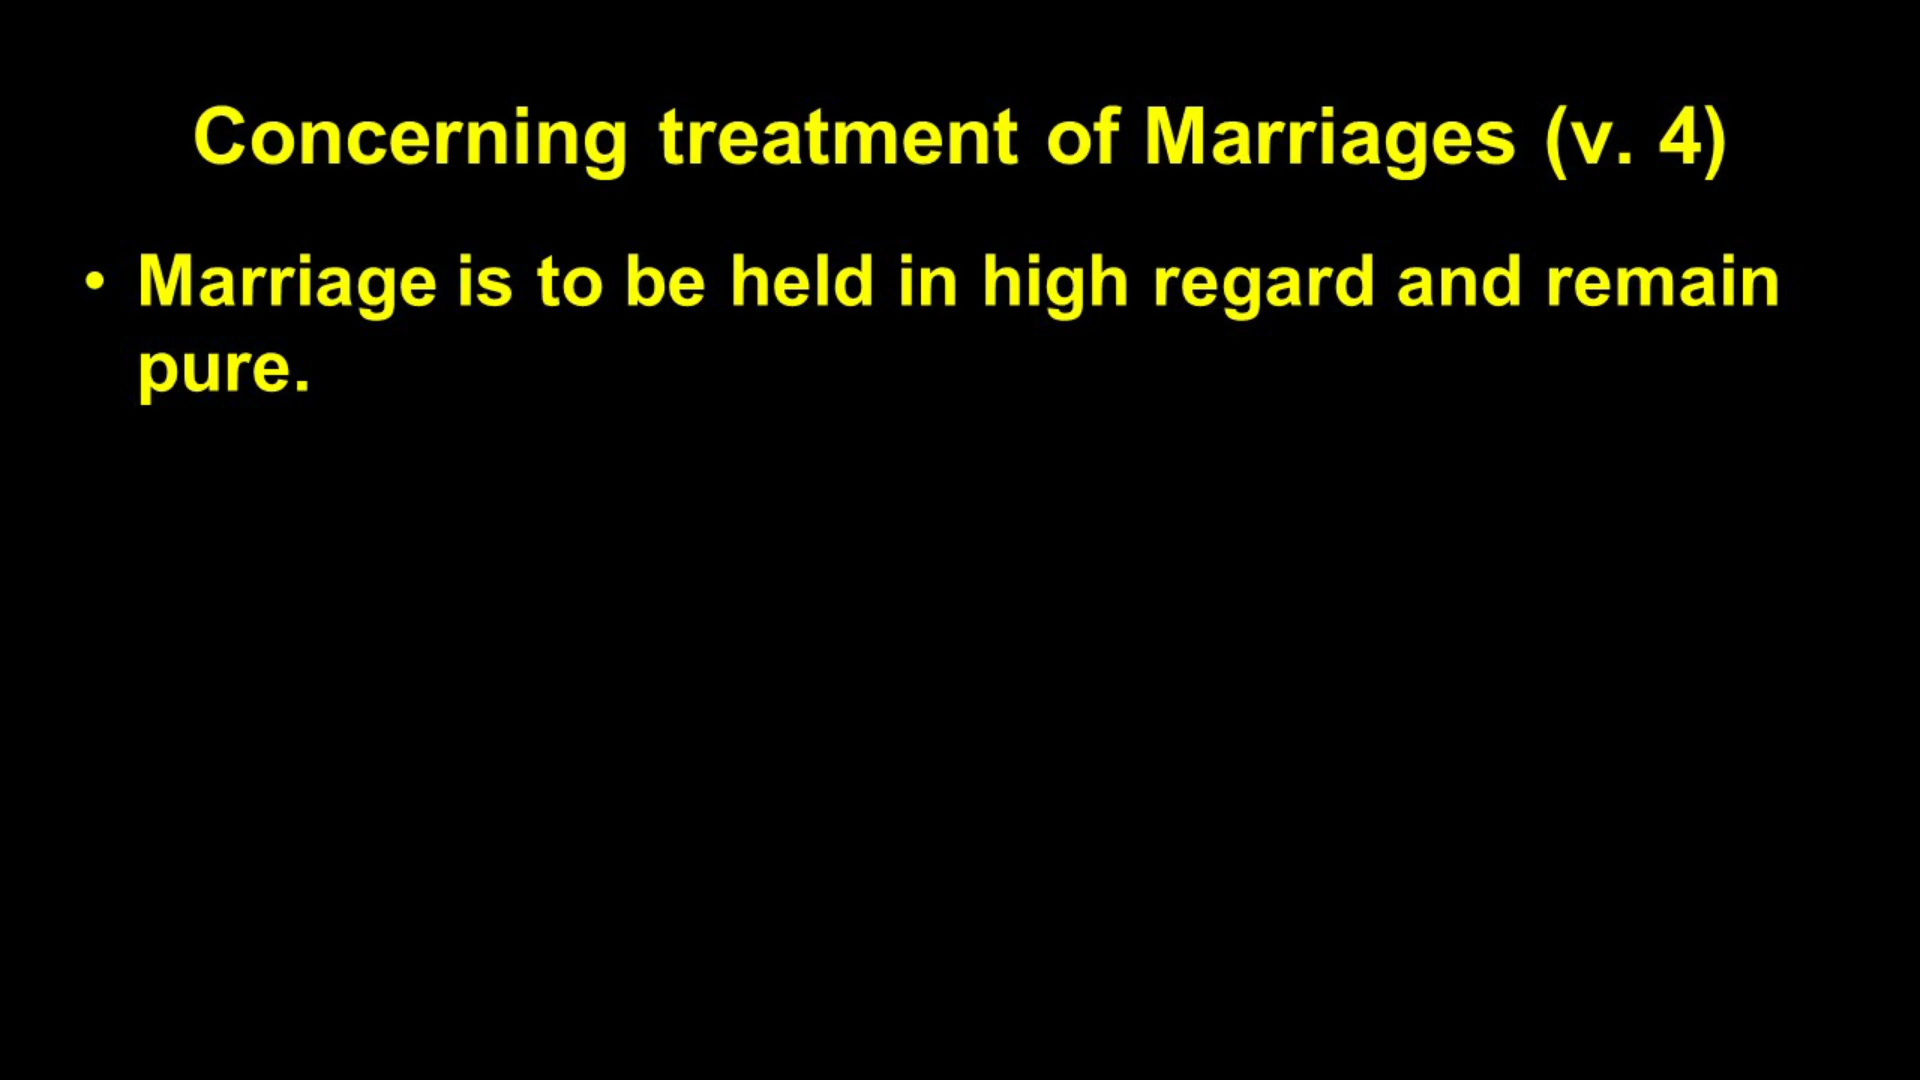 Concerning treatment of Marriages (v. 4)
• Marriage is to be held in high regard and remain
pure.